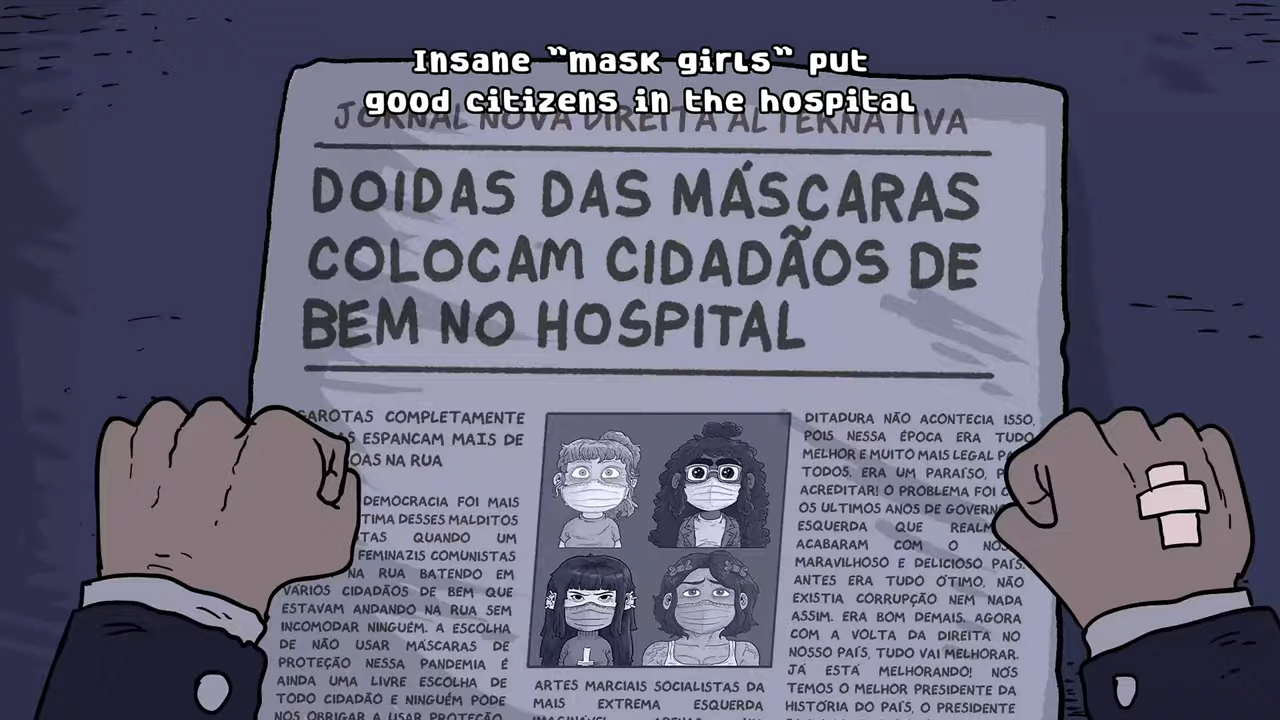 Insane "mask girls" put
good citizens in the hospital
JORNAL NOVA DIREITA ALTERNATIVA
DOIDAS DAS MÁSCARAS
COLOCAM CIDADÃOS DE
BEM NO HOSPITAL
GAROTAS COMPLETAMENTE
ESPANCAM MAIS DE
NA RUA
DEMOCRACIA FOI MAIS
DESSES MALDITOS
QUANDO UM
FEMINAZIS COMUNISTAS
NA RUA BATENDO EM
VÁRIOS CIDADÃOS DE BEM QUE
ESTAVAM ANDANDO NA RUA SEM
INCOMODAR NINGUÉM. A ESCOLHA
DE NÃO USAR MÁSCARAS DE
PROTEÇÃO NESSA PANDEMIA É
AINDA UMA LIVRE ESCOLHA DE
TODO CIDADÃO E NINGUÉM PODE
NOS OBRIGAR A USAR PROTEÇÃO
ARTES MARCIAIS SOCIALISTAS DA
MAIS EXTREMA ESQUERDA
DITADURA NÃO ACONTECIA ISSO,
POIS NESSA ÉPOCA ERA TUDO
MELHOR E MUITO MAIS LEGAL
TODOS. ERA UM PARAÍSO,
ACREDITAR! O PROBLEMA FOI
OS ULTIMOS ANOS DE
ESQUERDA QUE
ACABARAM COM O
MARAVILHOSO E DELICIOSO PAÍS.
ANTES ERA TUDO ÓTIMO, NÃO
EXISTIA CORRUPÇÃO NEM NADA
ASSIM. ERA BOM DEMAIS. AGORA
COM A VOLTA DA DIREITA NO
NOSSO PAÍS, TUDO VAI MELHORAR.
JÁ ESTÁ MELHORANDO! NÓS
TEMOS O MELHOR PRESIDENTE DA
HISTÓRIA DO PAÍS, O PRESIDENTE